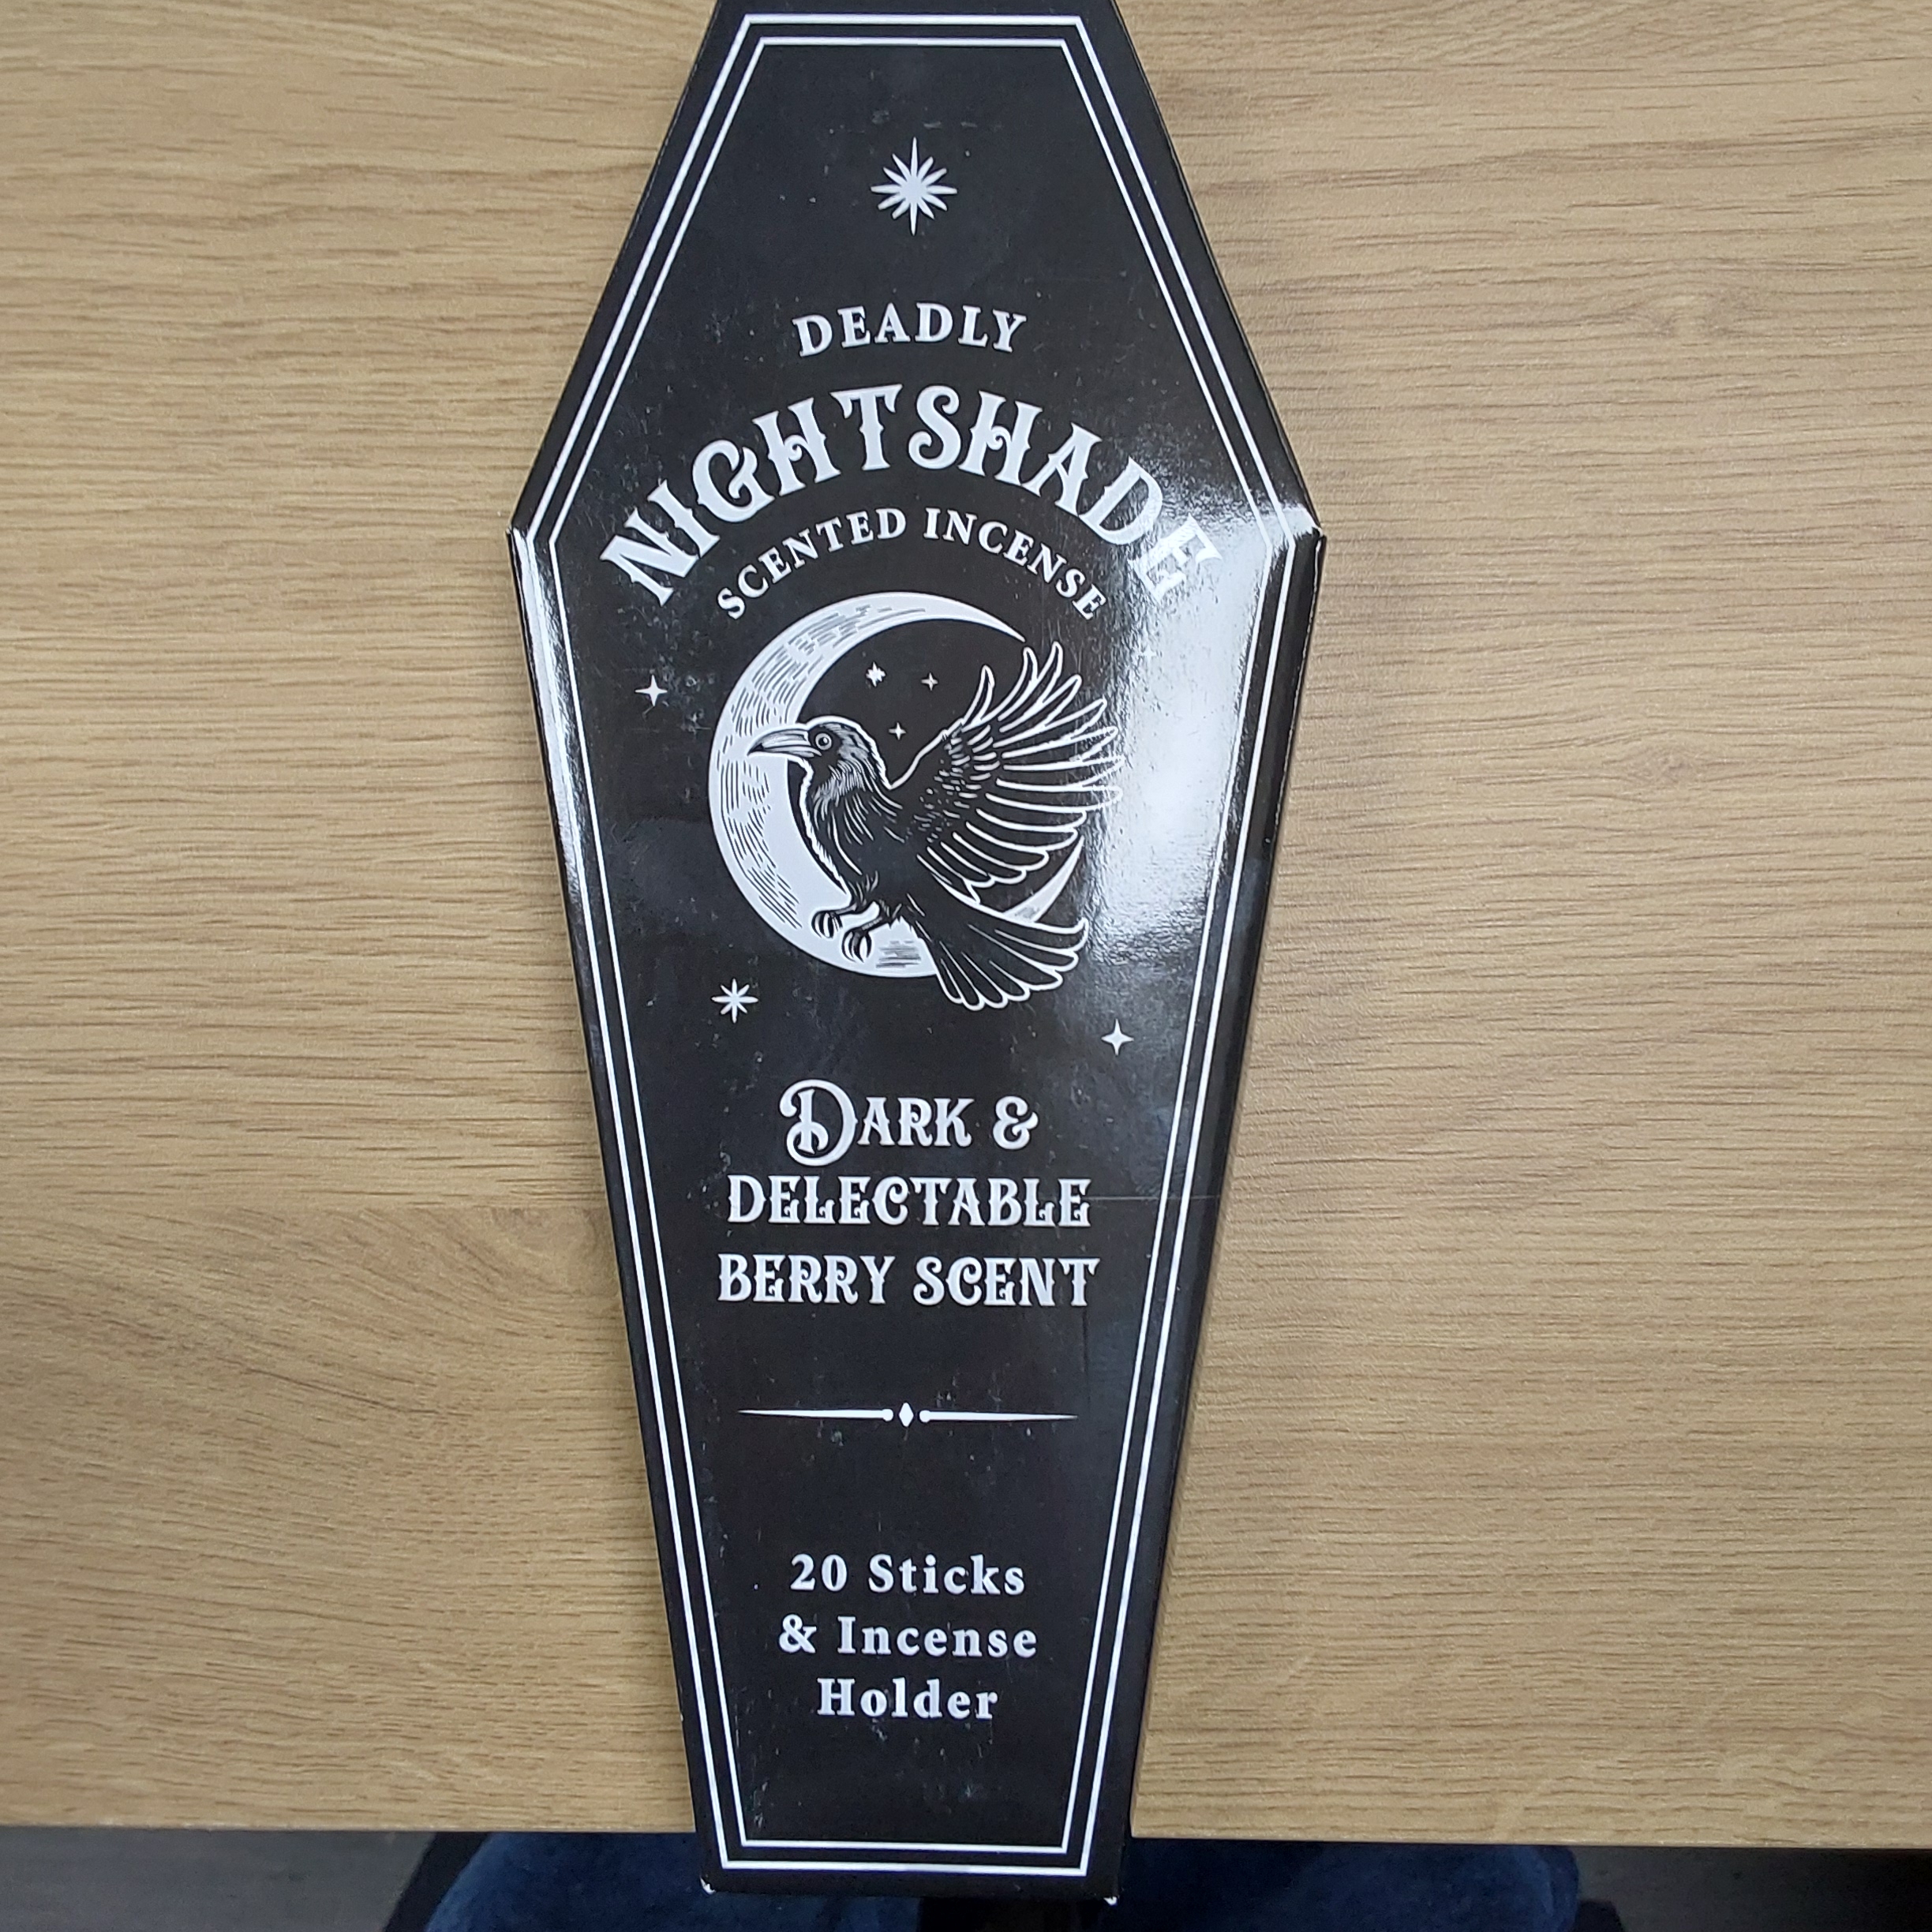 DEADLY
NIGHTSHADE
SCENTED INCENSE
DARK &
DELECTABLE
BERRY SCENT
20 Sticks
& Incense
Holder